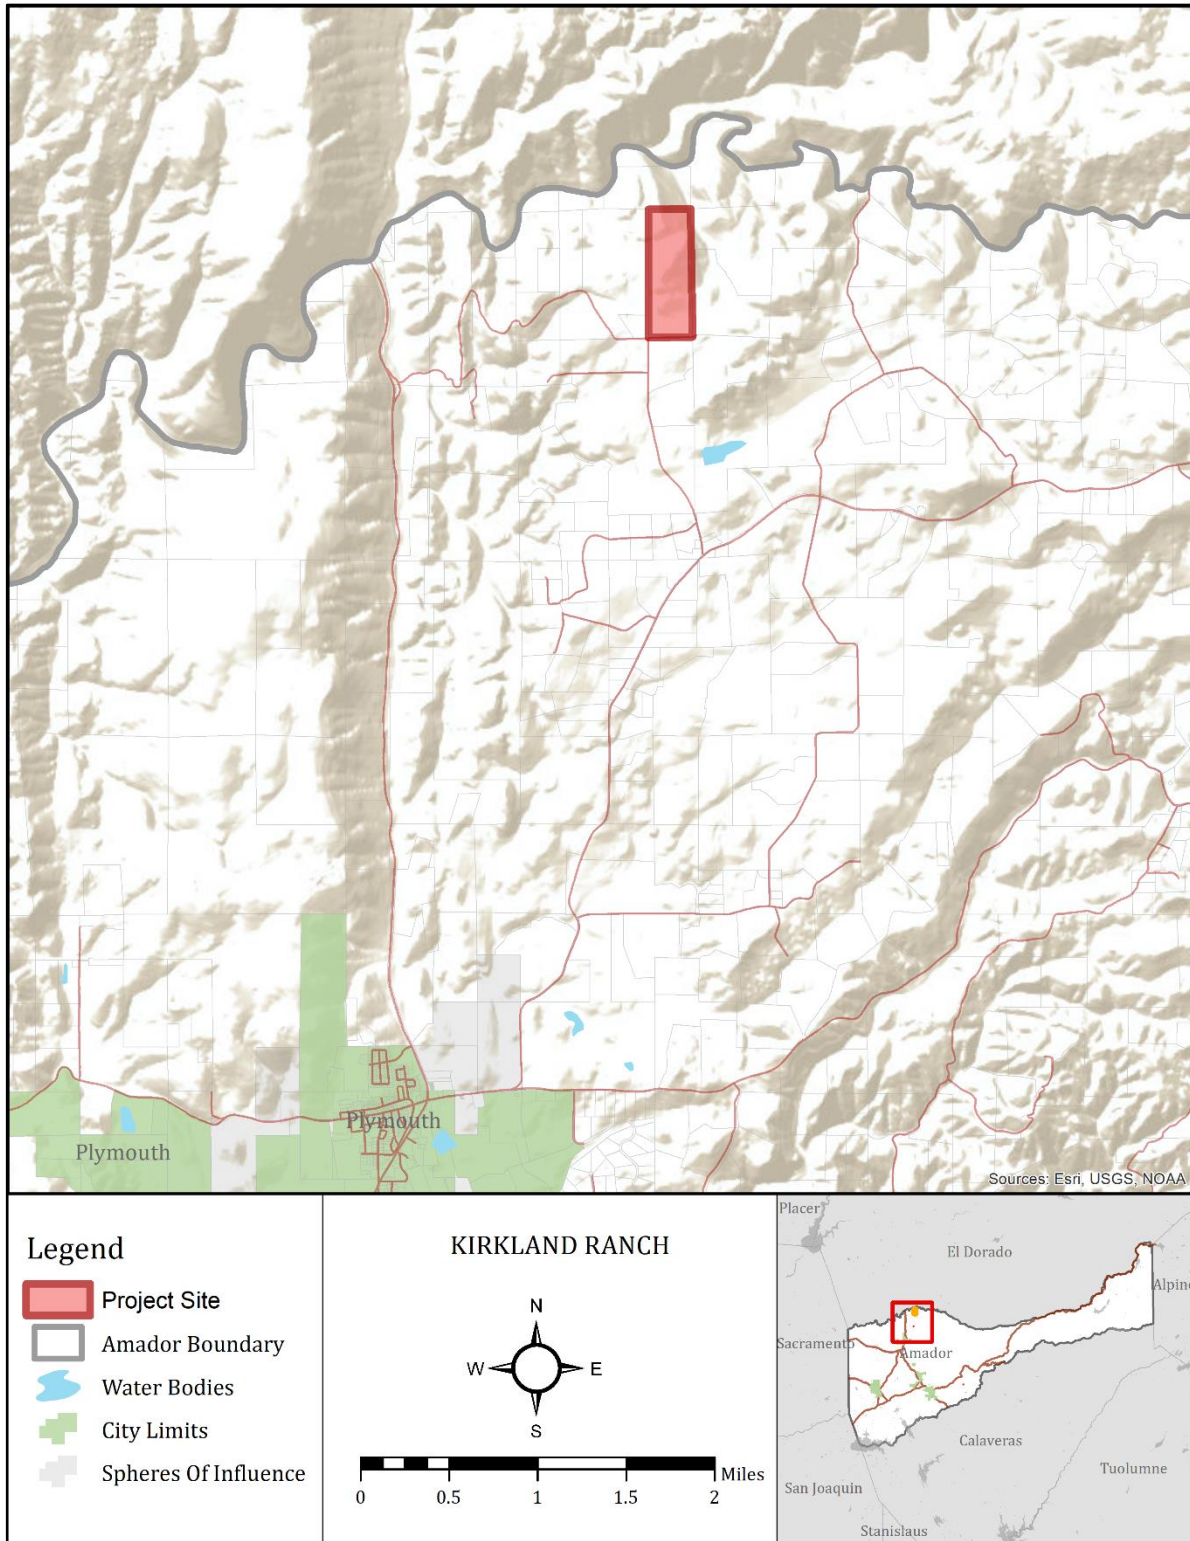 Plymouth
Plymouth
Sources: Esri, USGS, NOAA
Legend
Project Site
Amador Boundary
Water Bodies
City Limits
Spheres Of Influence
KIRKLAND RANCH
N
W E
S
Miles
0 0.5 1 1.5 2
Placer
El Dorado
Alpine
Sacramento
Amador
Calaveras
Tuolumne
San Joaquin
Stanislaus